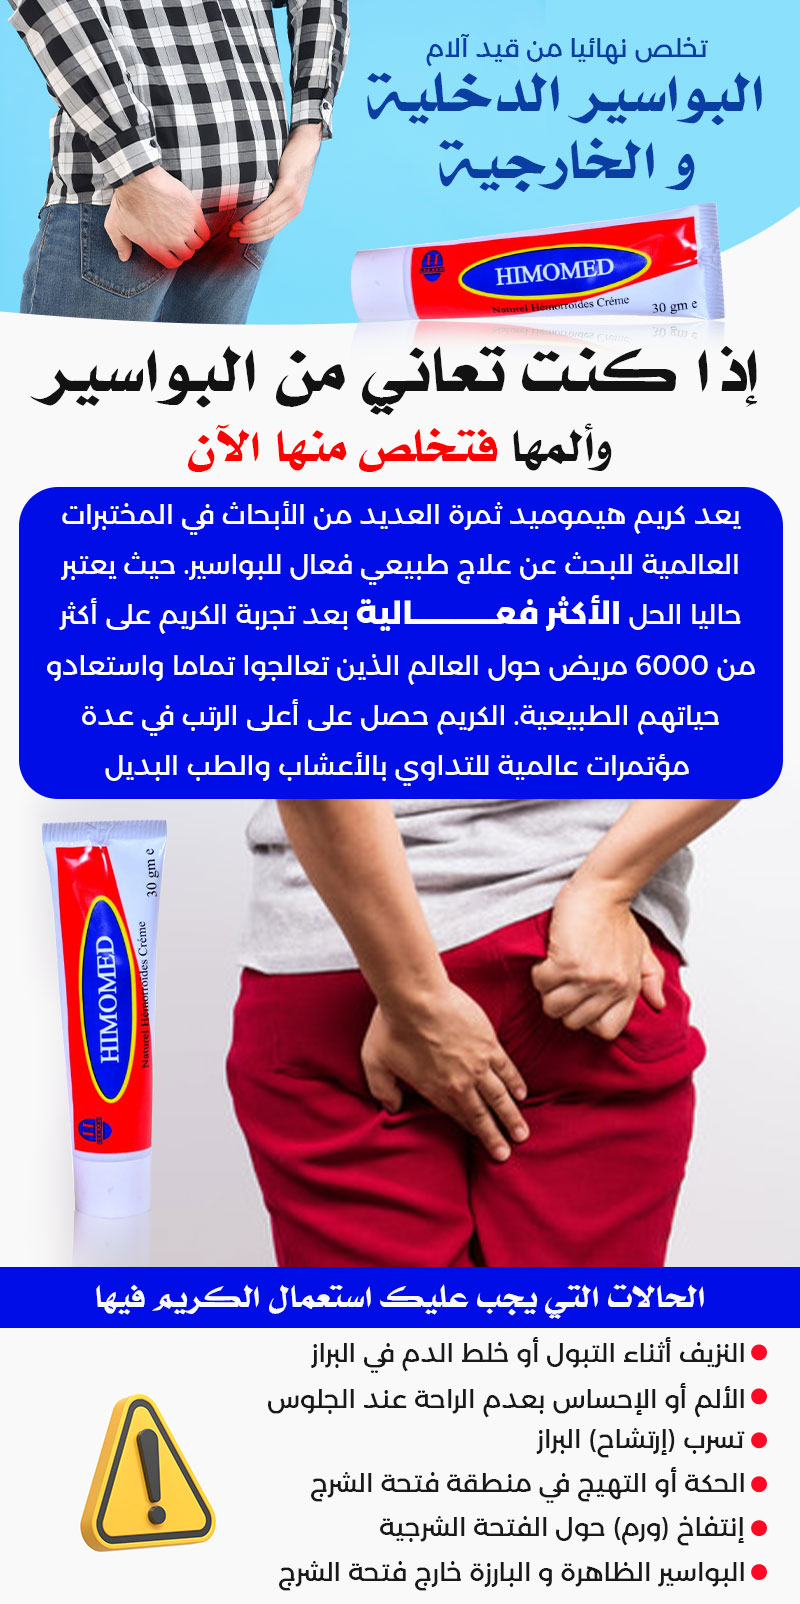 تخلص نهائيا من قيد آلام
البواسير الدخلية
و الخارجية
HIMOMED
Naturel Hémorroides Créme
30 gm e
إذا كنت تعاني من البواسير
وألمها فتخلص منها الآن
يعد كريم هيموميد ثمرة العديد من الأبحاث في المختبرات
العالمية للبحث عن علاج طبيعي فعال للبواسير. حيث يعتبر
حاليا الحل الأكثر فعـــــــــالية بعد تجربة الكريم على أكثر
من 6000 مريض حول العالم الذين تعالجوا تماما واستعادو
حياتهم الطبيعية. الكريم حصل على أعلى الرتب في عدة
مؤتمرات عالمية للتداوي بالأعشاب والطب البديل
HIMOMED
Naturel Hémorroides Créme
30 gm e
الحالات التي يجب عليك استعمال الكريم فيها
النزيف أثناء التبول أو خلط الدم في البراز
الألم أو الإحساس بعدم الراحة عند الجلوس
تسرب (إرتشاح) البراز
الحكة أو التهيج في منطقة فتحة الشرج
إنتفاخ (ورم) حول الفتحة الشرجية
البواسير الظاهرة و البارزة خارج فتحة الشرج